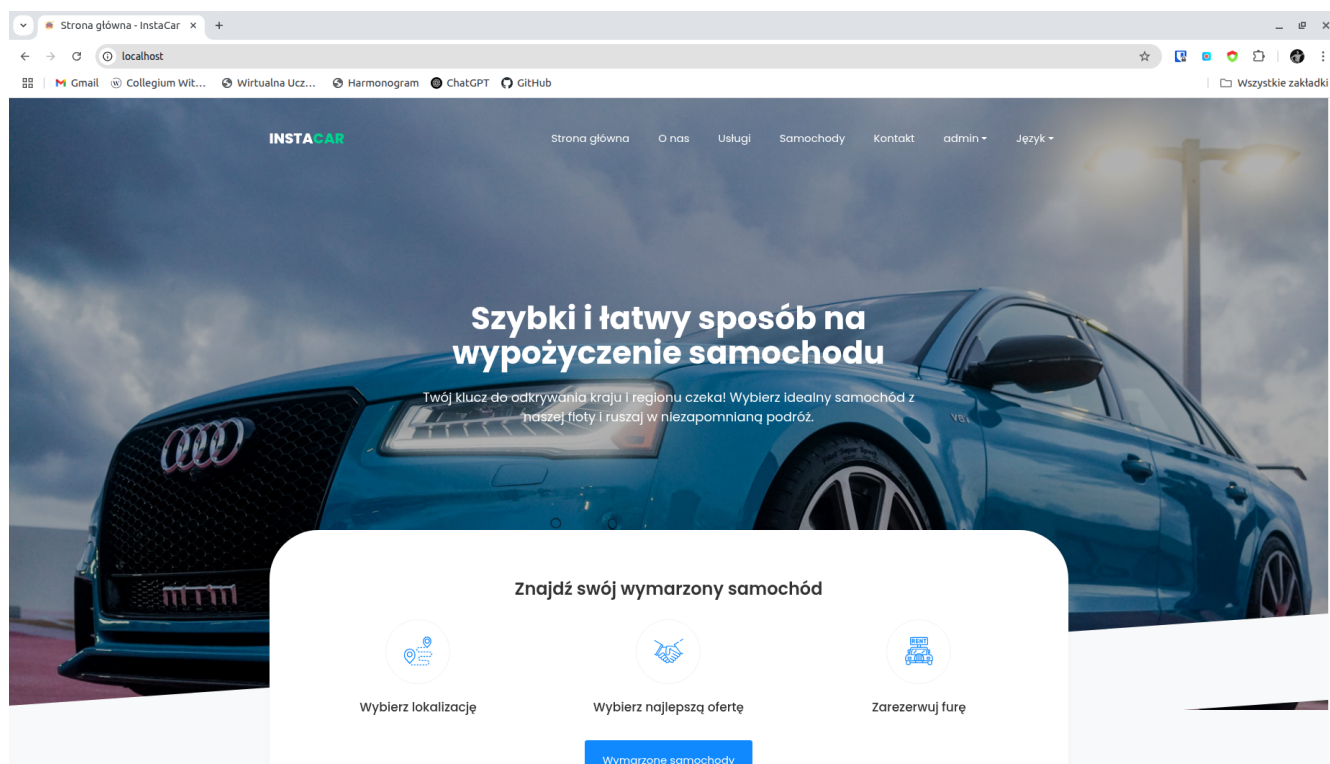 Strona główna - InstaCar
localhost
Gmail Collegium Wit... Wirtualna Ucz... Harmonogram ChatGPT GitHub Wszystkie zakładki
INSTACAR Strona główna O nas Usługi Samochody Kontakt admin Język
Szybki i łatwy sposób na
wypożyczenie samochodu
Twój klucz do odkrywania kraju i regionu czeka! Wybierz idealny samochód z
naszej floty i ruszaj w niezapomnianą podróż.
V8T
Znajdź swój wymarzony samochód
RENT
Wybierz lokalizację Wybierz najlepszą ofertę Zarezerwuj furę
Wymarzone samochody